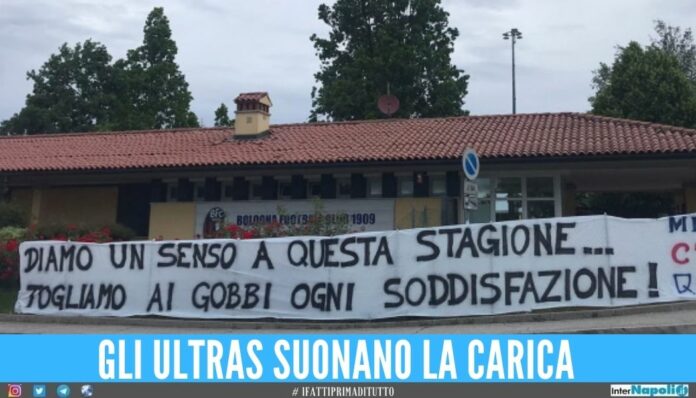 BFC
BOLOGNA FOOTBALL CLUB 1909
DIAMO UN SENSO A QUESTA STAGIONE...
TOGLIAMO AI GOBBI OGNI SODDISFAZIONE!
GLI ULTRAS SUONANO LA CARICA
# IFATTIPRIMADITUTTO
InterNapoli